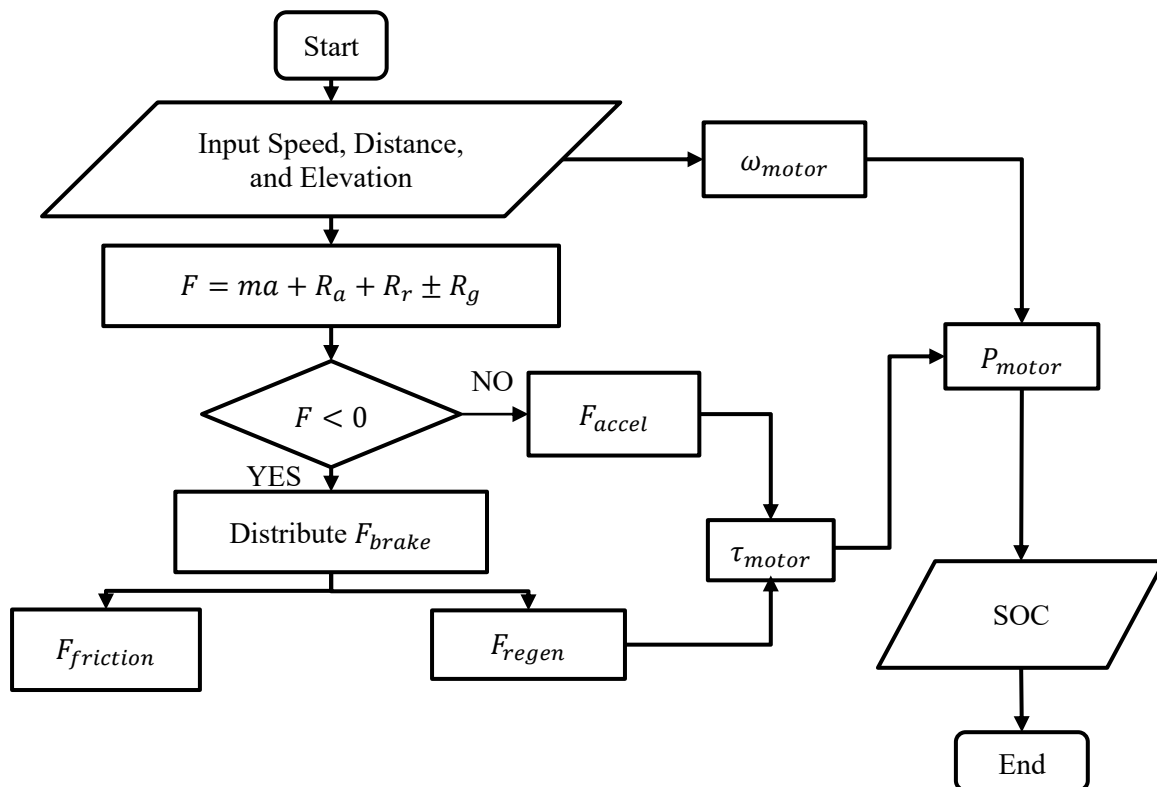 Start
Input Speed, Distance,
and Elevation
ω_motor
F = ma + R_a + R_r ± R_g
P_motor
NO
F < 0
F_accel
YES
Distribute F_brake
τ_motor
SOC
F_friction
F_regen
End